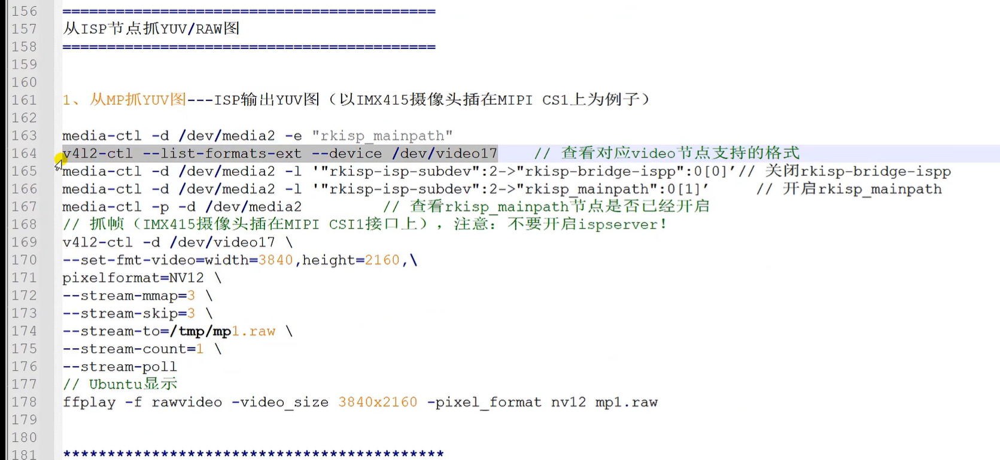 156 ==========================================
157 从ISP节点抓YUV/RAW图
158 ==========================================
159
160
161 1、从MP抓YUV图---ISP输出YUV图（以IMX415摄像头插在MIPI CS1上为例子）
162
163 media-ctl -d /dev/media2 -e "rkisp_mainpath"
164 v4l2-ctl --list-formats-ext --device /dev/video17    // 查看对应video节点支持的格式
165 media-ctl -d /dev/media2 -l '"rkisp-isp-subdev":2->"rkisp-bridge-ispp":0[0]'// 关闭rkisp-bridge-ispp
166 media-ctl -d /dev/media2 -l '"rkisp-isp-subdev":2->"rkisp_mainpath":0[1]'     // 开启rkisp_mainpath
167 media-ctl -p -d /dev/media2         // 查看rkisp_mainpath节点是否已经开启
168 // 抓帧（IMX415摄像头插在MIPI CSI1接口上），注意：不要开启ispserver！
169 v4l2-ctl -d /dev/video17 \
170 --set-fmt-video=width=3840,height=2160,\
171 pixelformat=NV12 \
172 --stream-mmap=3 \
173 --stream-skip=3 \
174 --stream-to=/tmp/mp1.raw \
175 --stream-count=1 \
176 --stream-poll
177 // Ubuntu显示
178 ffplay -f rawvideo -video_size 3840x2160 -pixel_format nv12 mp1.raw
179
180
181 *******************************************